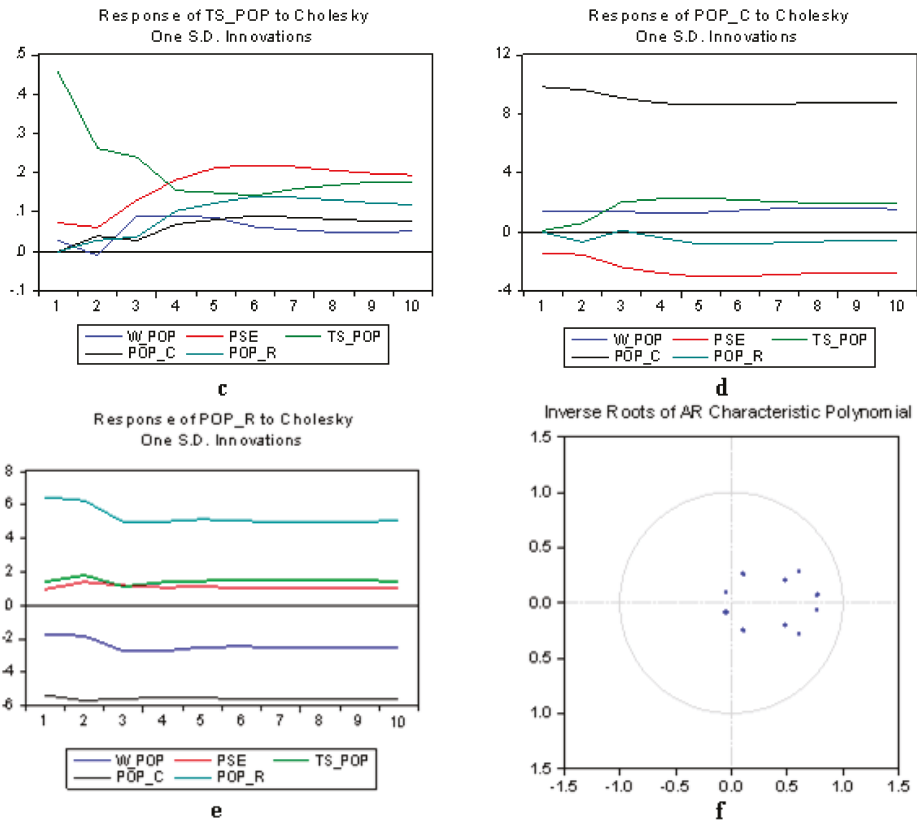 Response of TS_POP to Cholesky
One S.D. Innovations
.5
.4
.3
.2
.1
.0
-.1
1 2 3 4 5 6 7 8 9 10
W_POP PSE TS_POP
POP_C POP_R
c
Response of POP_C to Cholesky
One S.D. Innovations
12
8
4
0
-4
1 2 3 4 5 6 7 8 9 10
W_POP PSE TS_POP
POP_C POP_R
d
Response of POP_R to Cholesky
One S.D. Innovations
8
6
4
2
0
-2
-4
-6
1 2 3 4 5 6 7 8 9 10
W_POP PSE TS_POP
POP_C POP_R
e
Inverse Roots of AR Characteristic Polynomial
1.5
1.0
0.5
0.0
0.5
1.0
1.5
-1.5 -1.0 -0.5 0.0 0.5 1.0 1.5
f